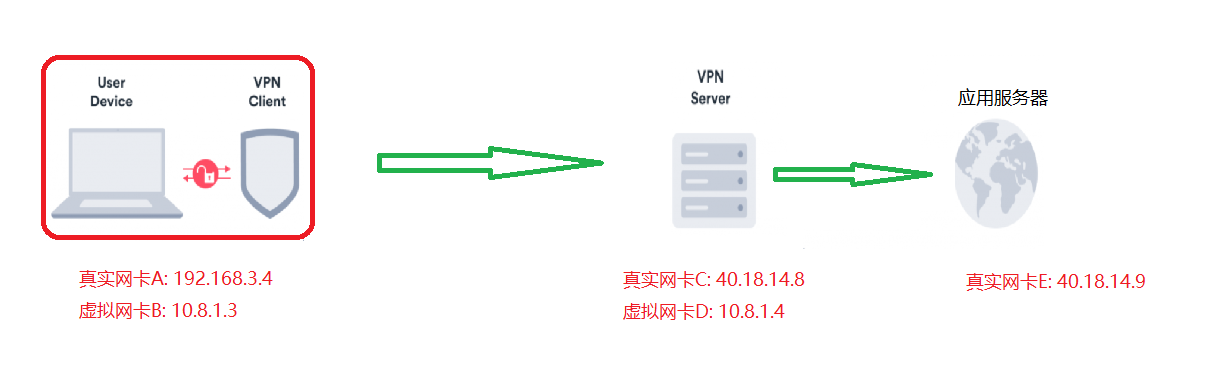 User
Device
VPN
Client
VPN
Server
应用服务器
真实网卡A: 192.168.3.4
虚拟网卡B: 10.8.1.3
真实网卡C: 40.18.14.8
虚拟网卡D: 10.8.1.4
真实网卡E: 40.18.14.9